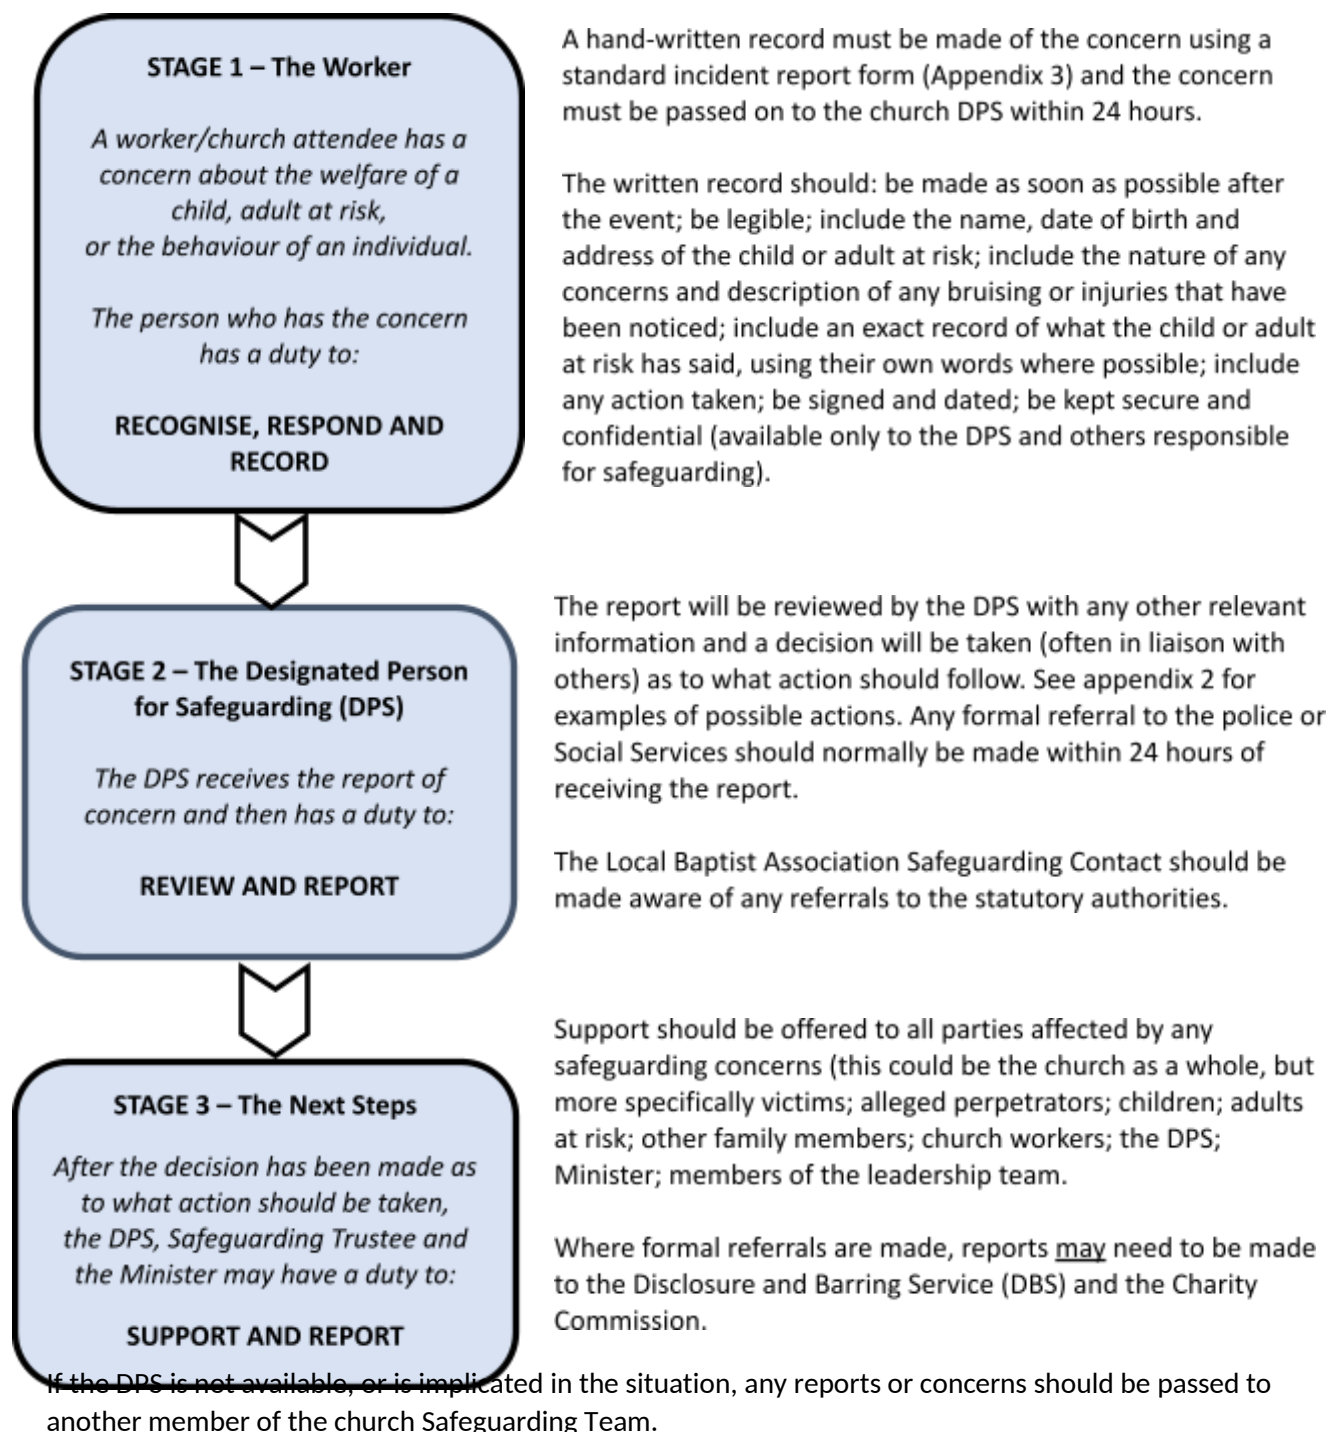 STAGE 1 – The Worker
A worker/church attendee has a
concern about the welfare of a
child, adult at risk,
or the behaviour of an individual.
The person who has the concern
has a duty to:
RECOGNISE, RESPOND AND
RECORD
A hand-written record must be made of the concern using a
standard incident report form (Appendix 3) and the concern
must be passed on to the church DPS within 24 hours.
The written record should: be made as soon as possible after
the event; be legible; include the name, date of birth and
address of the child or adult at risk; include the nature of any
concerns and description of any bruising or injuries that have
been noticed; include an exact record of what the child or adult
at risk has said, using their own words where possible; include
any action taken; be signed and dated; be kept secure and
confidential (available only to the DPS and others responsible
for safeguarding).
STAGE 2 – The Designated Person
for Safeguarding (DPS)
The DPS receives the report of
concern and then has a duty to:
REVIEW AND REPORT
The report will be reviewed by the DPS with any other relevant
information and a decision will be taken (often in liaison with
others) as to what action should follow. See appendix 2 for
examples of possible actions. Any formal referral to the police or
Social Services should normally be made within 24 hours of
receiving the report.
The Local Baptist Association Safeguarding Contact should be
made aware of any referrals to the statutory authorities.
STAGE 3 – The Next Steps
After the decision has been made as
to what action should be taken,
the DPS, Safeguarding Trustee and
the Minister may have a duty to:
SUPPORT AND REPORT
Support should be offered to all parties affected by any
safeguarding concerns (this could be the church as a whole, but
more specifically victims; alleged perpetrators; children; adults
at risk; other family members; church workers; the DPS;
Minister; members of the leadership team.
Where formal referrals are made, reports may need to be made
to the Disclosure and Barring Service (DBS) and the Charity
Commission.
If the DPS is not available, or is implicated in the situation, any reports or concerns should be passed to
another member of the church Safeguarding Team.